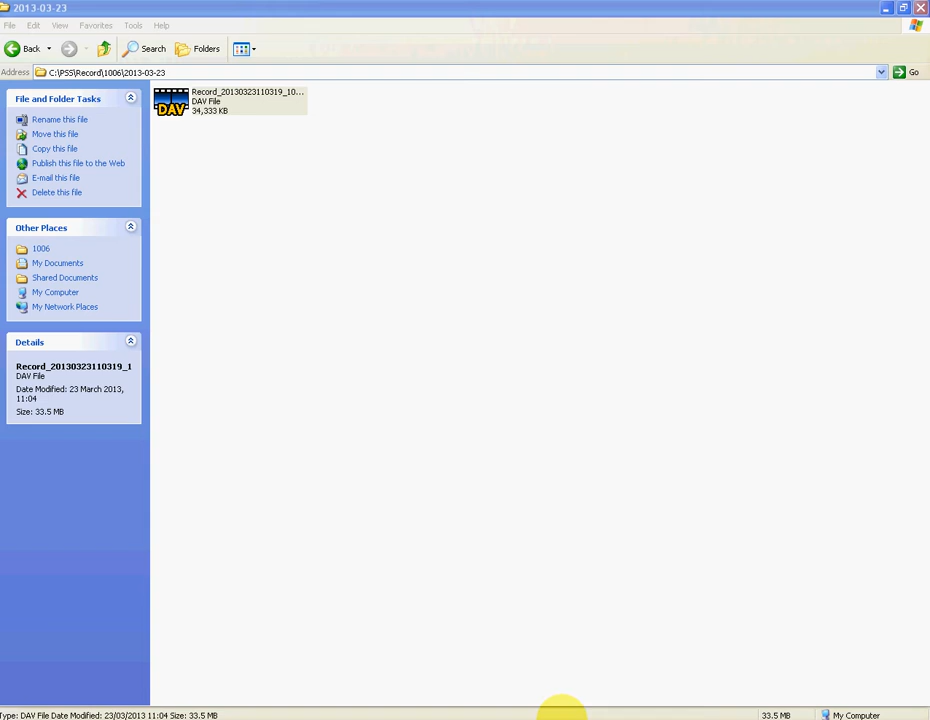 2013-03-23
File Edit View Favorites Tools Help
Back Search Folders
Address C:\PSS\Record\1006\2013-03-23 Go
File and Folder Tasks
Rename this file
Move this file
Copy this file
Publish this file to the Web
E-mail this file
Delete this file
Other Places
1006
My Documents
Shared Documents
My Computer
My Network Places
Details
Record_20130323110319_1
DAV File
Date Modified: 23 March 2013,
11:04
Size: 33.5 MB
DAV
Record_20130323110319_10...
DAV File
34,333 KB
Type: DAV File Date Modified: 23/03/2013 11:04 Size: 33.5 MB 33.5 MB My Computer